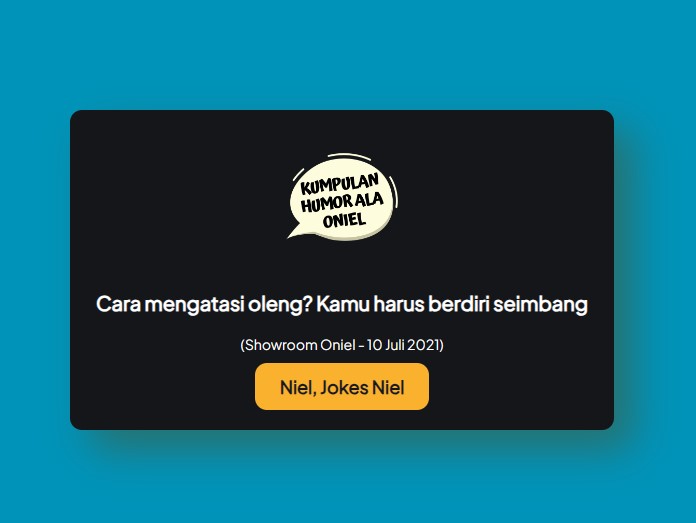 KUMPULAN
HUMOR ALA
ONIEL
Cara mengatasi oleng? Kamu harus berdiri seimbang
(Showroom Oniel - 10 Juli 2021)
Niel, Jokes Niel